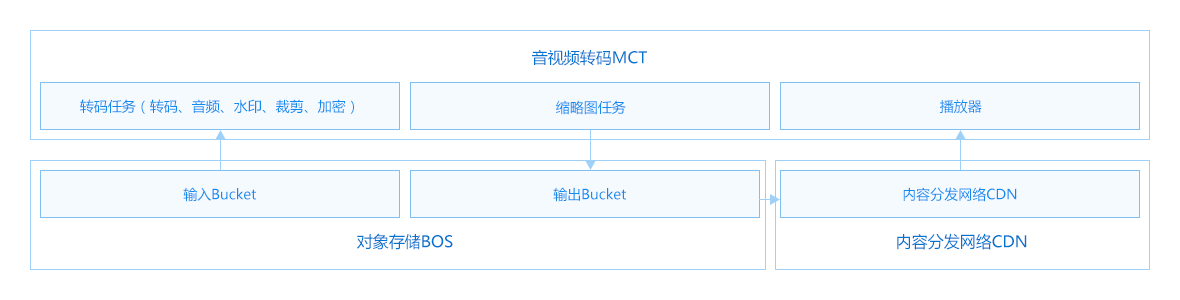 音视频转码MCT
转码任务（转码、音频、水印、裁剪、加密）
缩略图任务
播放器
输入Bucket
输出Bucket
内容分发网络CDN
对象存储BOS
内容分发网络CDN